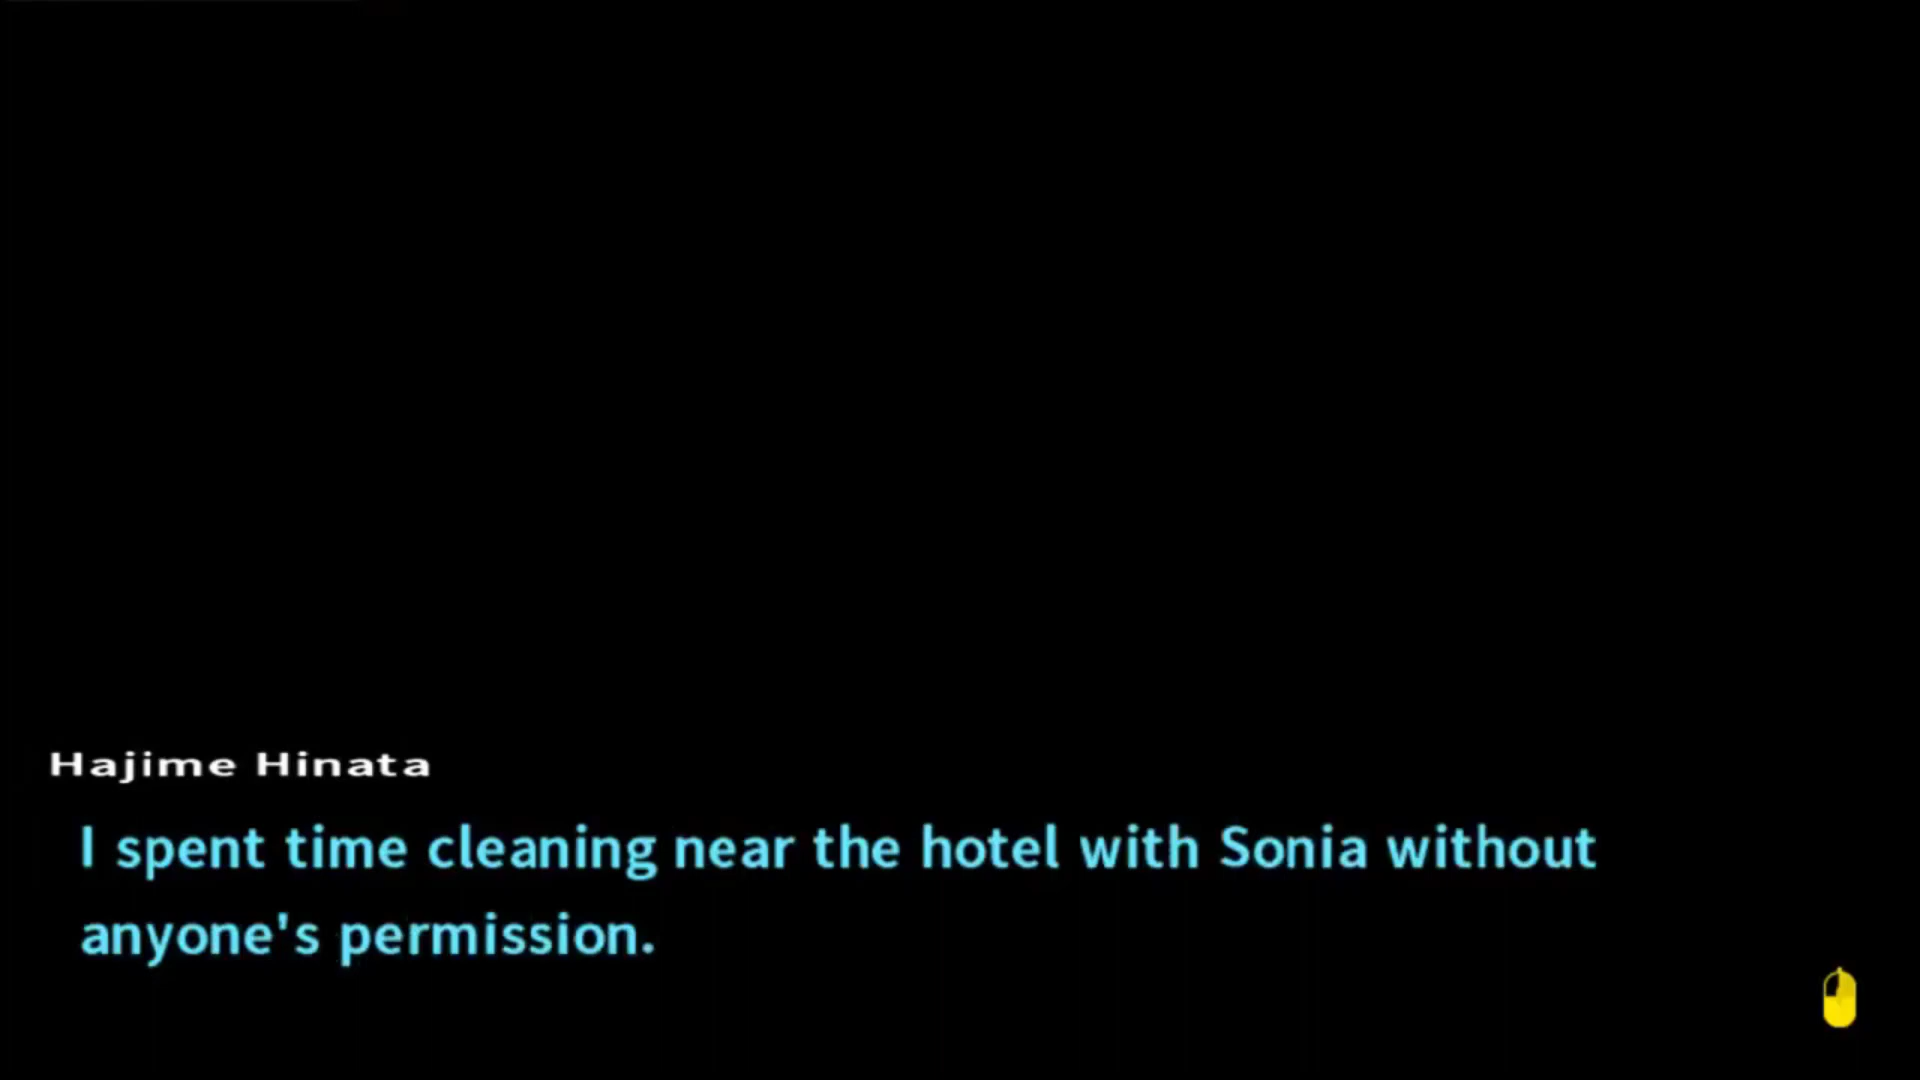 Hajime Hinata
I spent time cleaning near the hotel with Sonia without
anyone's permission.